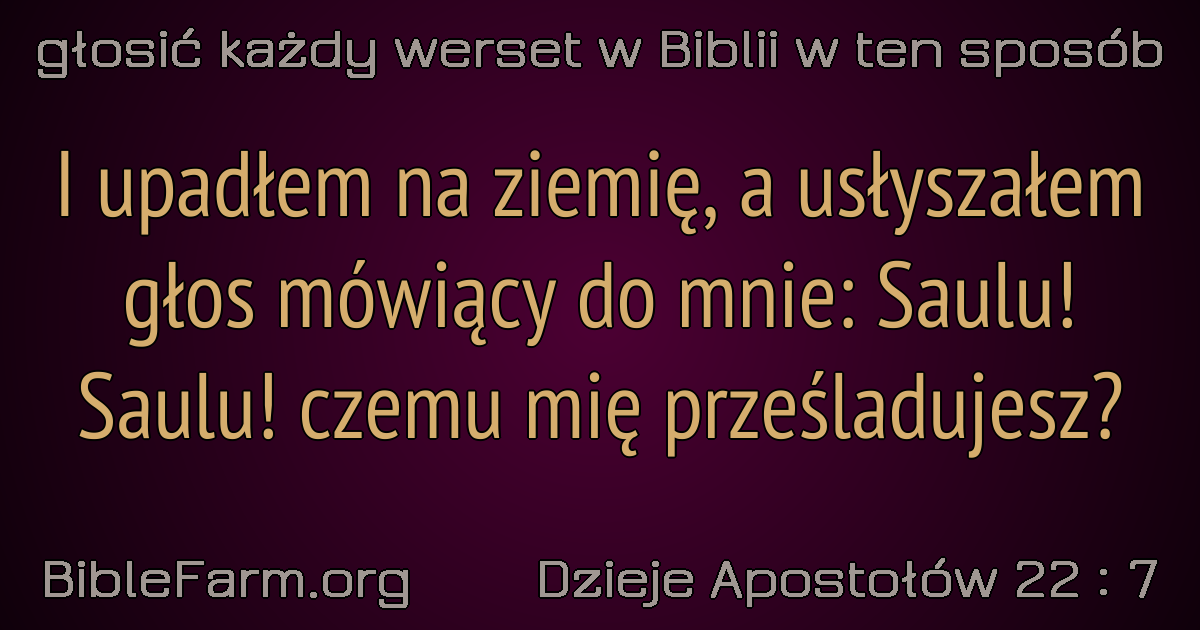 głosić każdy werset w Biblii w ten sposób
I upadłem na ziemię, a usłyszałem
głos mówiący do mnie: Saulu!
Saulu! czemu mię prześladujesz?
BibleFarm.org Dzieje Apostołów 22 : 7